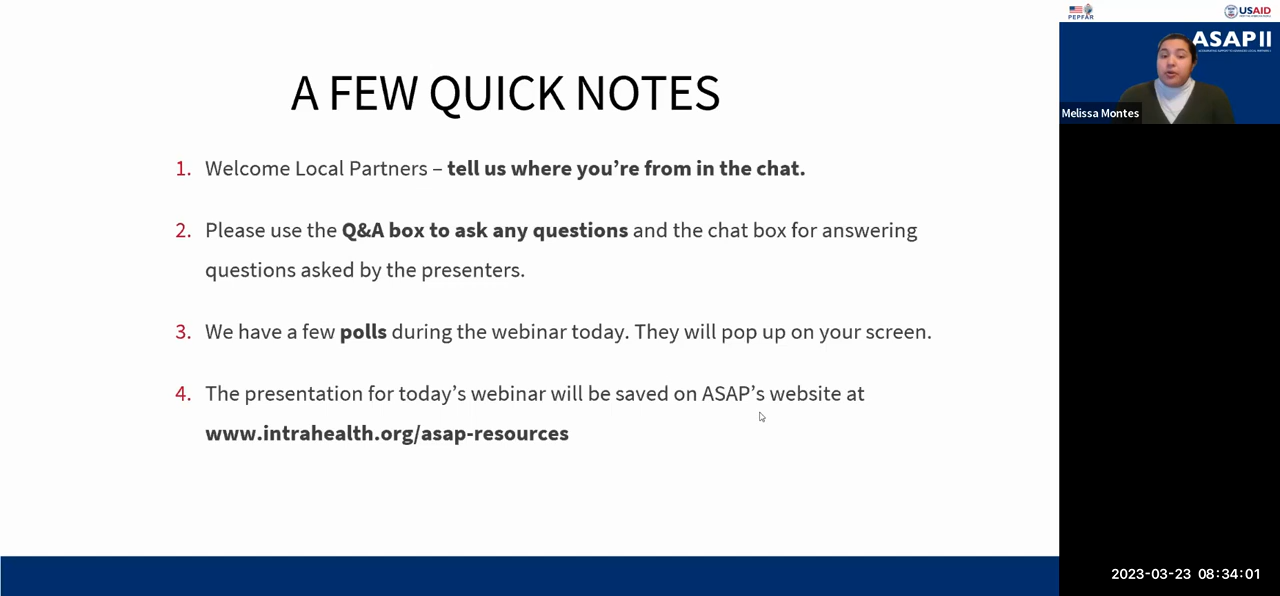 A FEW QUICK NOTES
1. Welcome Local Partners – tell us where you’re from in the chat.
2. Please use the Q&A box to ask any questions and the chat box for answering
questions asked by the presenters.
3. We have a few polls during the webinar today. They will pop up on your screen.
4. The presentation for today’s webinar will be saved on ASAP’s website at
www.intrahealth.org/asap-resources
PEPFAR
USAID
ASAP II
Melissa Montes
2023-03-23 08:34:01